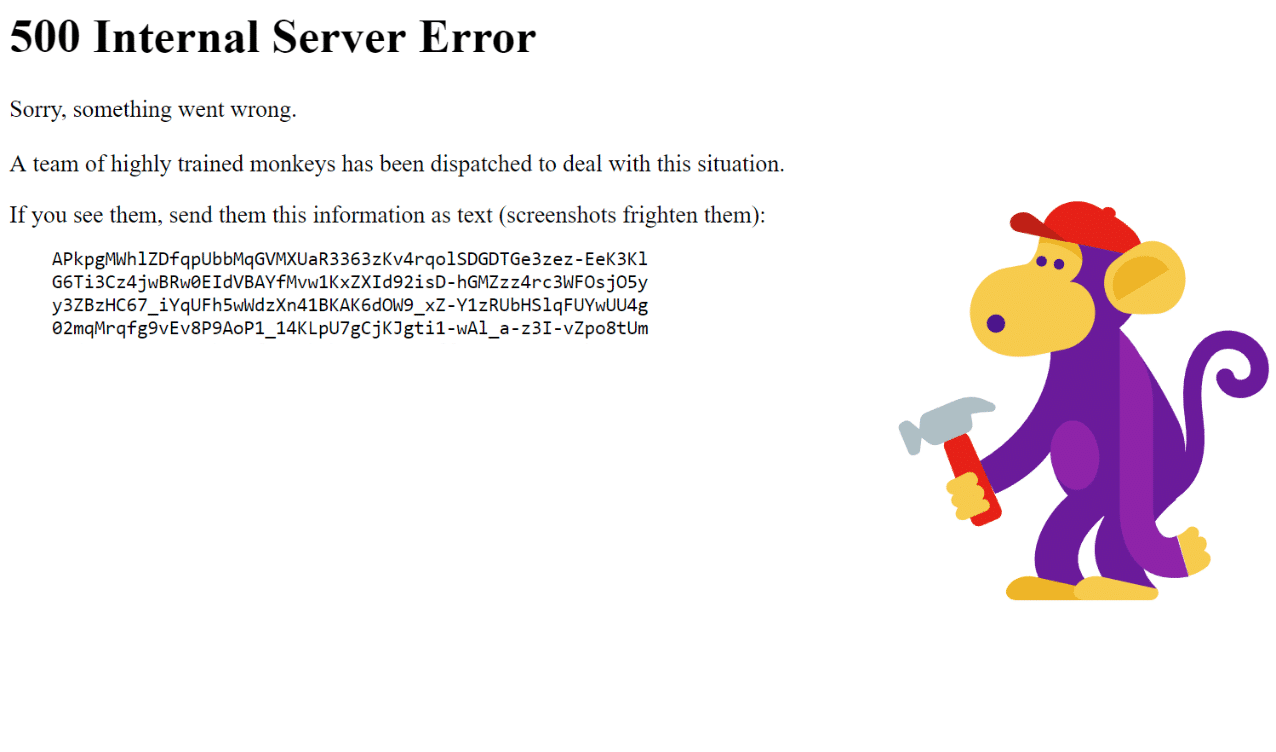 500 Internal Server Error
Sorry, something went wrong.
A team of highly trained monkeys has been dispatched to deal with this situation.
If you see them, send them this information as text (screenshots frighten them):
APkpgMWhlZDfqpUbbMqGVMXUaR3363zKv4rqolSDGDTGe3zez-EeK3Kl
G6Ti3Cz4jwBRw0EIdVBAYfMvw1KxZXId92isD-hGMZzz4rc3WFOsjO5y
y3ZBzHC67_iYqUFh5wWdzXn41BKAK6dOW9_xZ-Y1zRUbHSlqFUYwUU4g
02mqMrqfg9vEv8P9AoP1_14KLpU7gCjKJgti1-wAl_a-z3I-vZpo8tUm